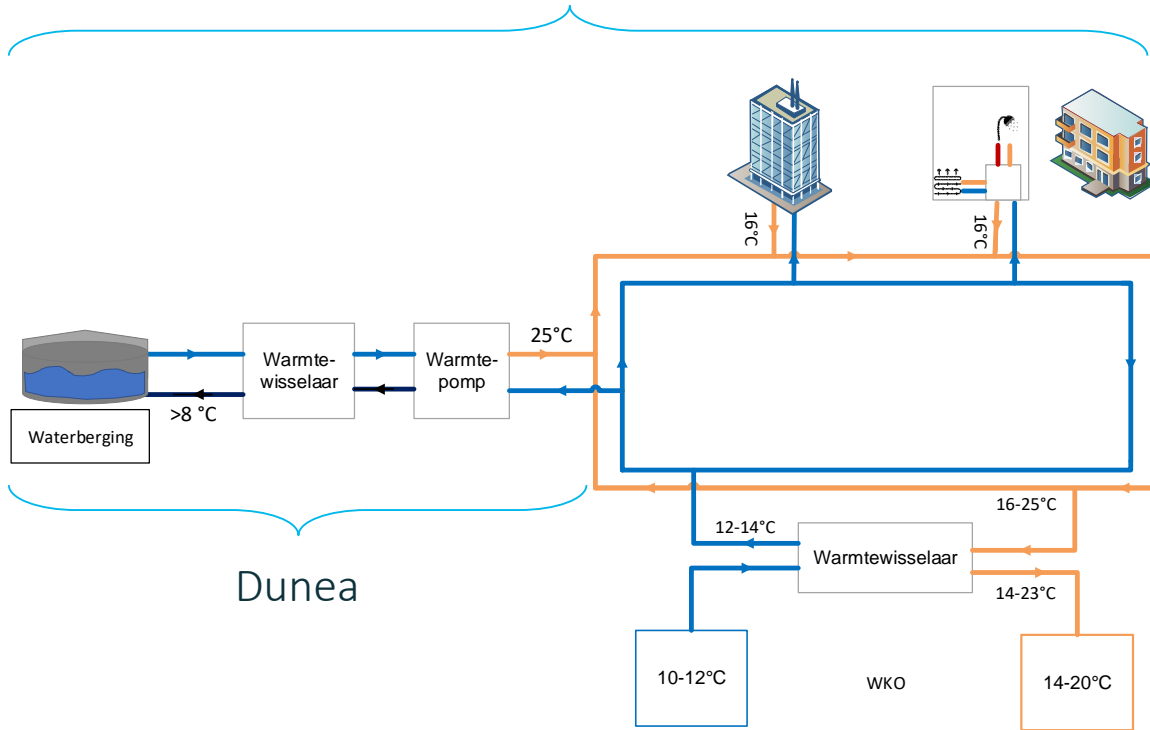 16°C
16°C
25°C
Warmte-
wisselaar
Warmte-
pomp
>8 °C
Waterberging
16-25°C
12-14°C
Warmtewisselaar
14-23°C
Dunea
10-12°C
WKO
14-20°C